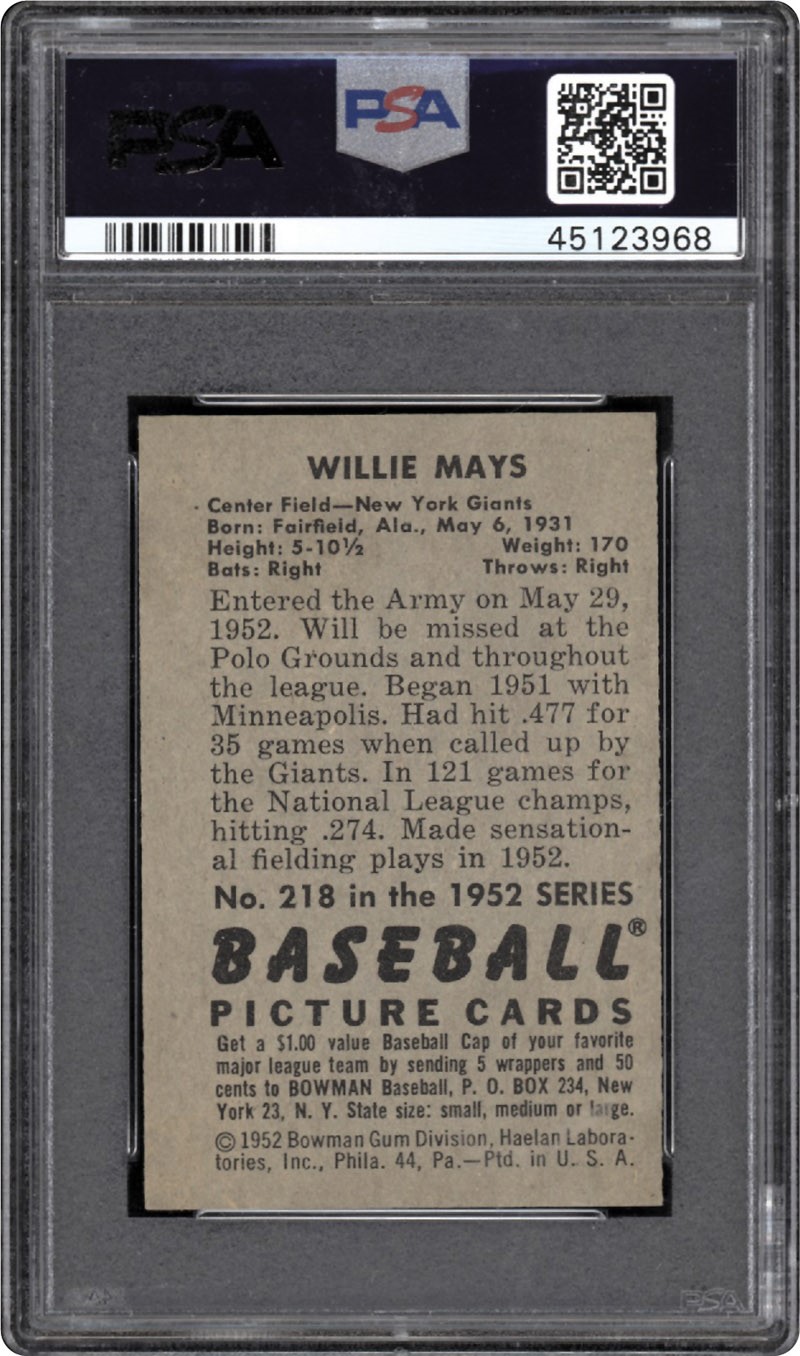 PSA
PSA
45123968
WILLIE MAYS
Center Field—New York Giants
Born: Fairfield, Ala., May 6, 1931
Height: 5-10½ Weight: 170
Bats: Right Throws: Right
Entered the Army on May 29,
1952. Will be missed at the
Polo Grounds and throughout
the league. Began 1951 with
Minneapolis. Had hit .477 for
35 games when called up by
the Giants. In 121 games for
the National League champs,
hitting .274. Made sensation-
al fielding plays in 1952.
No. 218 in the 1952 SERIES
BASEBALL®
PICTURE CARDS
Get a $1.00 value Baseball Cap of your favorite
major league team by sending 5 wrappers and 50
cents to BOWMAN Baseball, P. O. BOX 234, New
York 23, N. Y. State size: small, medium or large.
© 1952 Bowman Gum Division, Haelan Labora-
tories, Inc., Phila. 44, Pa.—Ptd. in U. S. A.
PSA